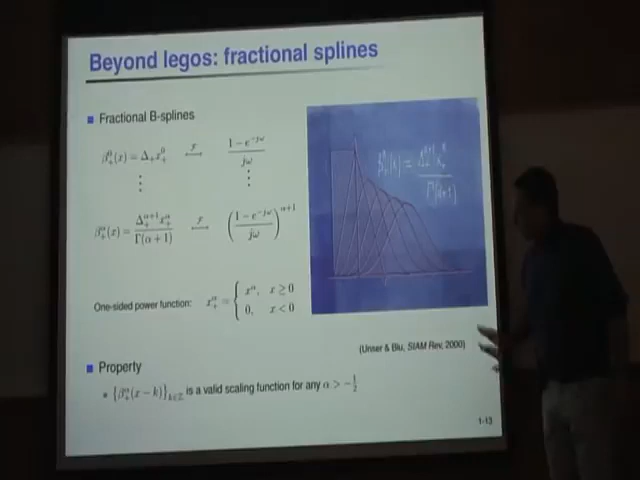 Beyond legos: fractional splines
Fractional B-splines
β₊⁰(x) = Δ₊x₊⁰ ⟷ᶠ (1 − e^{−jω}) / jω
⋮ ⋮
β₊^α(x) = Δ₊^{α+1}x₊^α / Γ(α + 1) ⟷ᶠ ((1 − e^{−jω}) / jω)^{α+1}
β₊^α(x) = Δ₊^{α+1}x₊^α / Γ(α+1)
One-sided power function: x₊^α = { x^α, x ≥ 0
0, x < 0
(Unser & Blu, SIAM Rev, 2000)
Property
{β₊^α(x − k)}_{k∈Z} is a valid scaling function for any α > −1/2
1-13